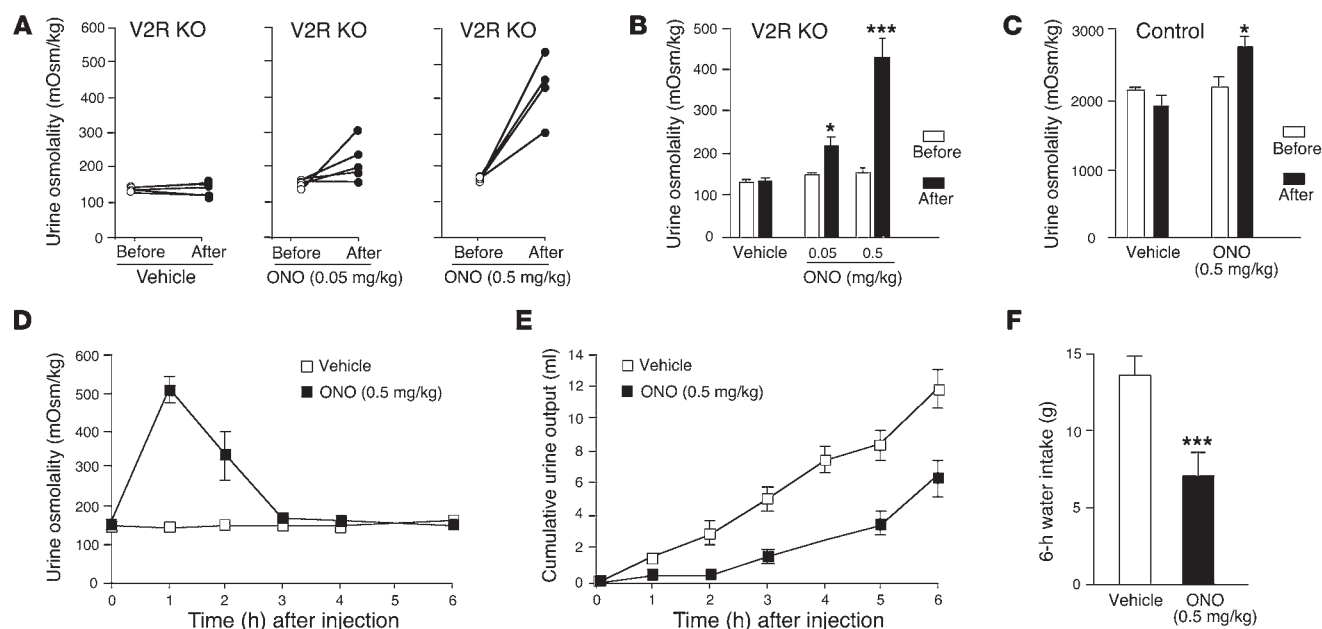 A
V2R KO
V2R KO
V2R KO
Urine osmolality (mOsm/kg)
600
500
400
300
200
100
0
Before After
Vehicle
Before After
ONO (0.05 mg/kg)
Before After
ONO (0.5 mg/kg)
B
V2R KO
Urine osmolality (mOsm/kg)
500
400
300
200
100
0
*
***
Before
After
Vehicle
0.05 0.5
ONO (mg/kg)
C
Control
Urine osmolality (mOsm/kg)
3000
2000
1000
0
*
Before
After
Vehicle
ONO
(0.5 mg/kg)
D
Urine osmolality (mOsm/kg)
600
500
400
300
200
100
0
Vehicle
ONO (0.5 mg/kg)
0 1 2 3 4 5 6
Time (h) after injection
E
Cumulative urine output (ml)
14
12
10
8
6
4
2
0
Vehicle
ONO (0.5 mg/kg)
0 1 2 3 4 5 6
Time (h) after injection
F
6-h water intake (g)
15
10
5
0
***
Vehicle
ONO
(0.5 mg/kg)